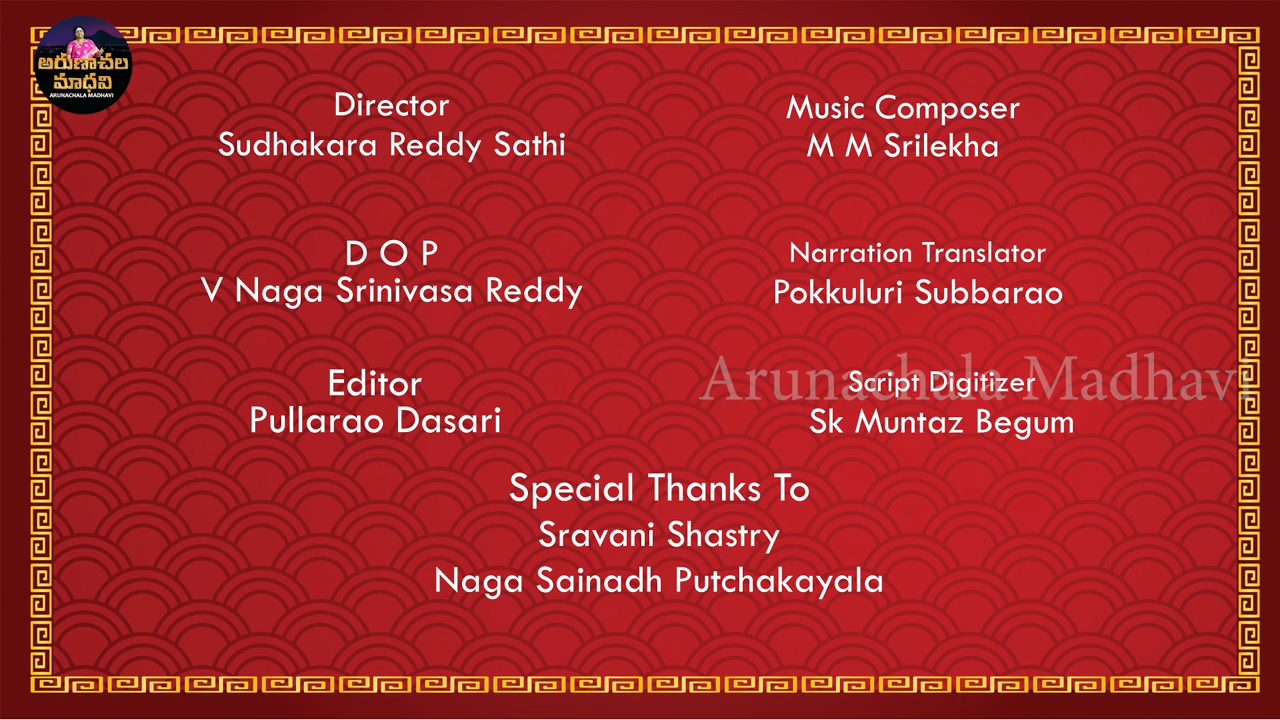 అరుణాచల
మాధవి
ARUNACHALA MADHAVI
Director
Sudhakara Reddy Sathi
Music Composer
M M Srilekha
D O P
V Naga Srinivasa Reddy
Narration Translator
Pokkuluri Subbarao
Arunachala Madhavi
Editor
Pullarao Dasari
Script Digitizer
Sk Muntaz Begum
Special Thanks To
Sravani Shastry
Naga Sainadh Putchakayala